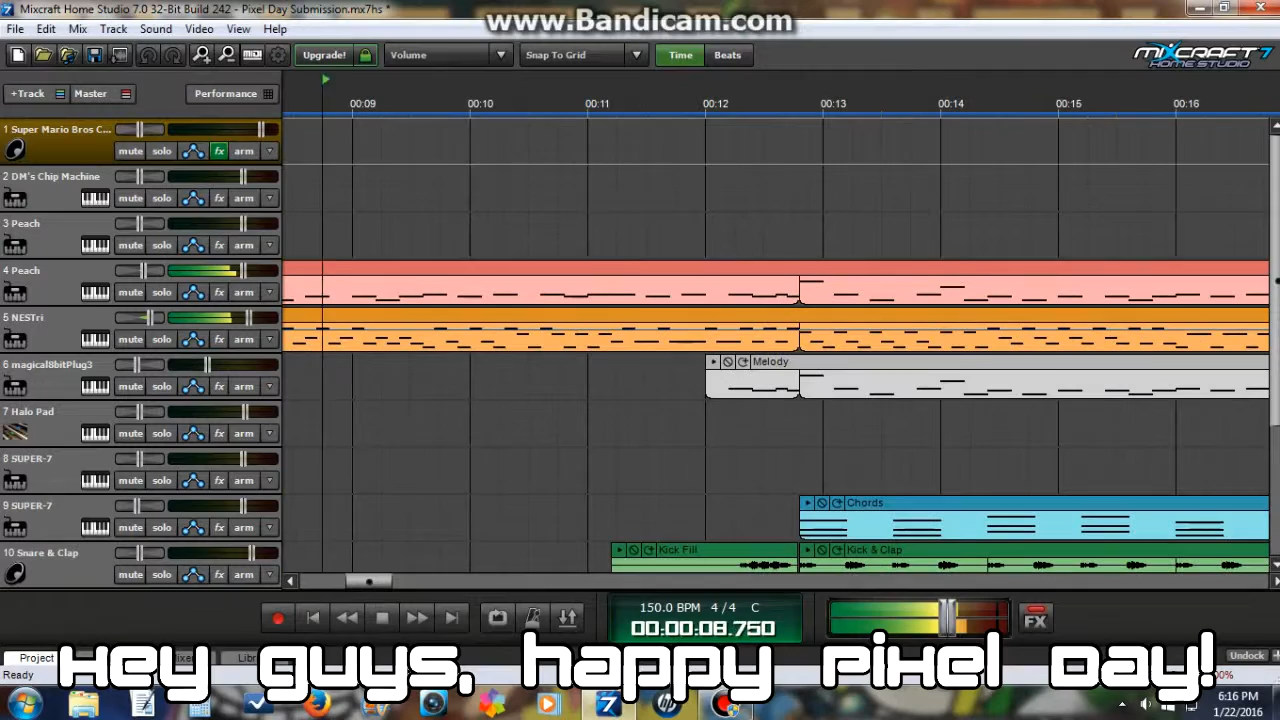 www.Bandicam.com
Mixcraft Home Studio 7.0 32-Bit Build 242 - Pixel Day Submission.mx7hs *
File Edit Mix Track Sound Video View Help
Upgrade! Volume Snap To Grid Time Beats
MIXCRAFT 7
HOME STUDIO
+Track Master Performance
00:09 00:10 00:11 00:12 00:13 00:14 00:15 00:16
1 Super Mario Bros C...
mute solo fx arm
2 DM's Chip Machine
mute solo fx arm
3 Peach
mute solo fx arm
4 Peach
mute solo fx arm
5 NESTri
mute solo fx arm
6 magical8bitPlug3 Melody
mute solo fx arm
7 Halo Pad
mute solo fx arm
8 SUPER-7
mute solo fx arm
9 SUPER-7 Chords
mute solo fx arm
10 Snare & Clap Kick Fill Kick & Clap
mute solo fx arm
150.0 BPM 4 / 4 C
00:00:08.750
FX
Project Undock
Ready
Hey guys, happy Pixel Day!
6:16 PM
1/22/2016